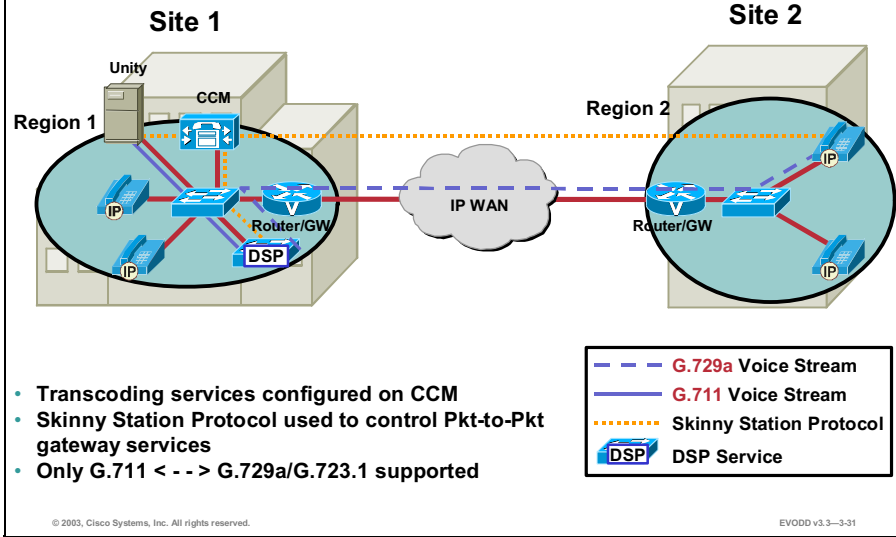 Site 1
Site 2
Unity
CCM
Region 1
Region 2
IP
IP
IP
IP
V
Router/GW
DSP
IP WAN
V
Router/GW
• Transcoding services configured on CCM
• Skinny Station Protocol used to control Pkt-to-Pkt
gateway services
• Only G.711 < - - > G.729a/G.723.1 supported
G.729a Voice Stream
G.711 Voice Stream
Skinny Station Protocol
DSP DSP Service
© 2003, Cisco Systems, Inc. All rights reserved.
EVODD v3.3—3-31